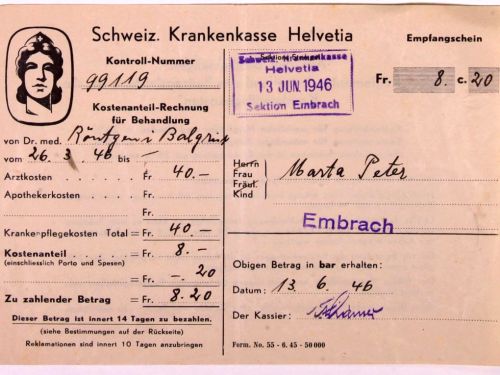 Schweiz. Krankenkasse Helvetia
Kontroll-Nummer
99119
Kostenanteil-Rechnung
für Behandlung
von Dr. med. Röntgen i
vom 26. 3 46 bis –
Arztkosten . . . . . Fr. 40.–
Apothekerkosten . . . . Fr.
Fr.
Krankenpflegekosten Total = Fr. 40.–
Kostenanteil . . . . = Fr. 8.–
(einschließlich Porto und Spesen)
= Fr. –. 20
Zu zahlender Betrag = Fr. 8.20
Dieser Betrag ist innert 14 Tagen zu bezahlen.
(siehe Bestimmungen auf der Rückseite)
Reklamationen sind innert 10 Tagen anzubringen
Schweiz. Krankenkasse
Helvetia
13 JUN. 1946
Sektion Embrach
Empfangschein
Fr. 8. c. 20
Herrn
Frau
Fräul.
Kind
Marta Peter
Embrach
Obigen Betrag in bar erhalten:
Datum: 13. 6. 46
Der Kassier:
Form. No. 55 - 6. 45 - 50 000